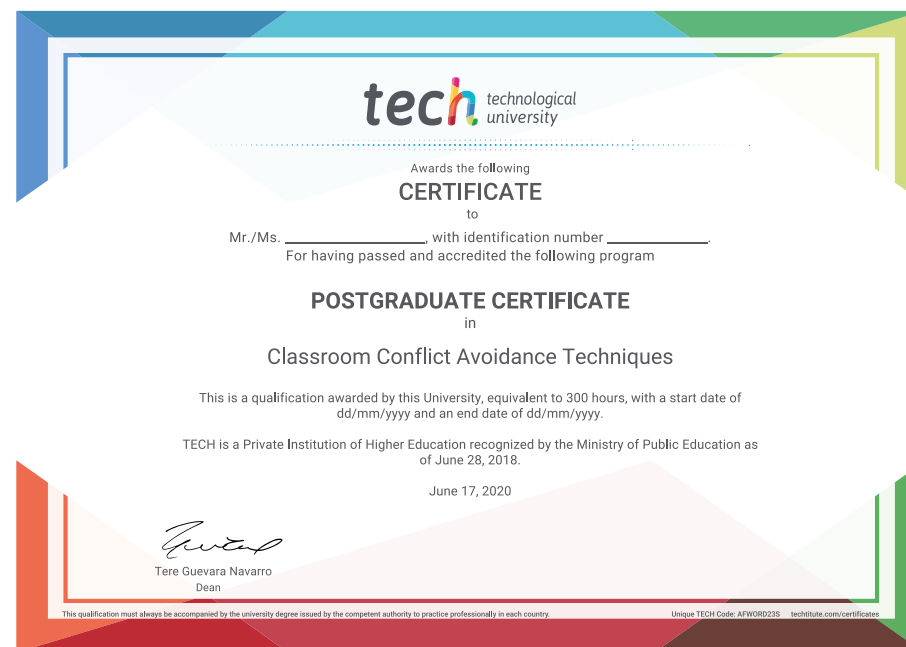 tech technological
university
Awards the following
CERTIFICATE
to
Mr./Ms. ____________________, with identification number ______________.
For having passed and accredited the following program
POSTGRADUATE CERTIFICATE
in
Classroom Conflict Avoidance Techniques
This is a qualification awarded by this University, equivalent to 300 hours, with a start date of
dd/mm/yyyy and an end date of dd/mm/yyyy.
TECH is a Private Institution of Higher Education recognized by the Ministry of Public Education as
of June 28, 2018.
June 17, 2020
Tere Guevara Navarro
Dean
This qualification must always be accompanied by the university degree issued by the competent authority to practice professionally in each country. Unique TECH Code: AFWORD23S techtitute.com/certificates